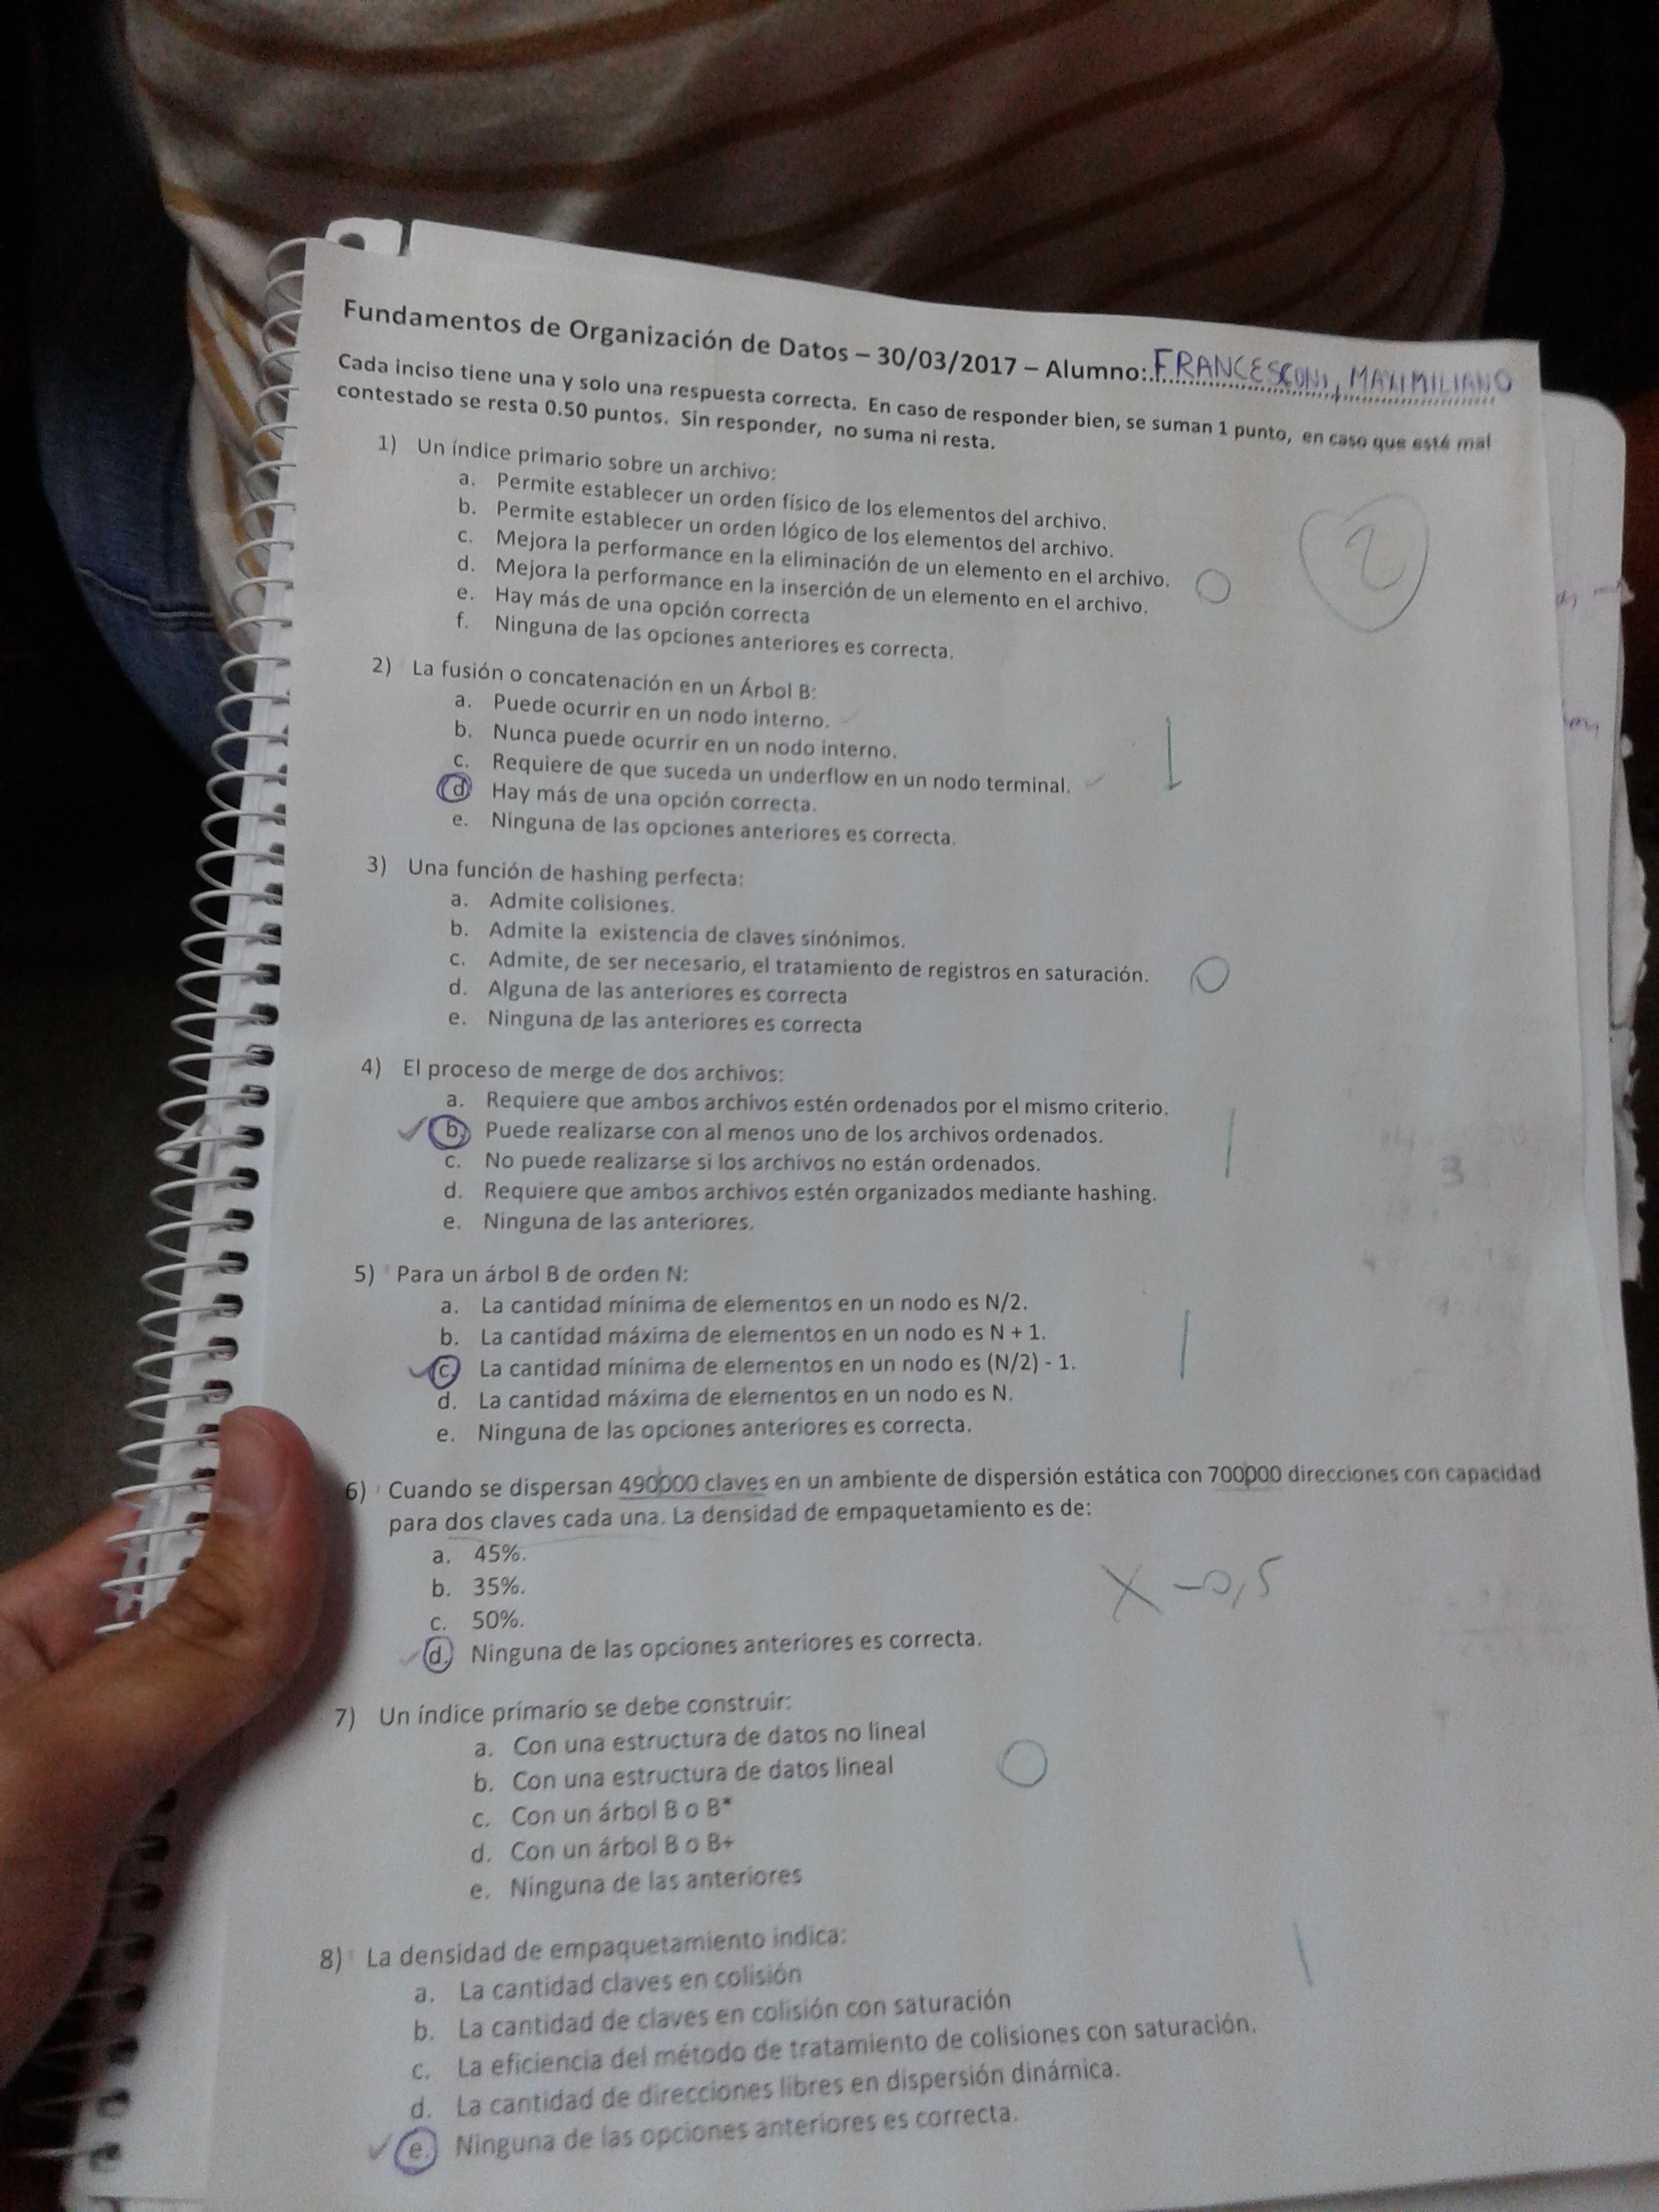 Fundamentos de Organización de Datos – 30/03/2017 – Alumno: FRANCESCONI, MAXIMILIANO
Cada inciso tiene una y solo una respuesta correcta. En caso de responder bien, se suman 1 punto, en caso que esté mal
contestado se resta 0.50 puntos. Sin responder, no suma ni resta.
1) Un índice primario sobre un archivo:
a. Permite establecer un orden físico de los elementos del archivo.
b. Permite establecer un orden lógico de los elementos del archivo.
c. Mejora la performance en la eliminación de un elemento en el archivo.
d. Mejora la performance en la inserción de un elemento en el archivo.
e. Hay más de una opción correcta
f. Ninguna de las opciones anteriores es correcta.
2) La fusión o concatenación en un Árbol B:
a. Puede ocurrir en un nodo interno.
b. Nunca puede ocurrir en un nodo interno.
c. Requiere de que suceda un underflow en un nodo terminal.
d Hay más de una opción correcta.
e. Ninguna de las opciones anteriores es correcta.
1
3) Una función de hashing perfecta:
a. Admite colisiones.
b. Admite la existencia de claves sinónimos.
c. Admite, de ser necesario, el tratamiento de registros en saturación.
d. Alguna de las anteriores es correcta
e. Ninguna de las anteriores es correcta
0
4) El proceso de merge de dos archivos:
a. Requiere que ambos archivos estén ordenados por el mismo criterio.
b. Puede realizarse con al menos uno de los archivos ordenados.
c. No puede realizarse si los archivos no están ordenados.
d. Requiere que ambos archivos estén organizados mediante hashing.
e. Ninguna de las anteriores.
1
3
5) Para un árbol B de orden N:
a. La cantidad mínima de elementos en un nodo es N/2.
b. La cantidad máxima de elementos en un nodo es N + 1.
c. La cantidad mínima de elementos en un nodo es (N/2) - 1.
d. La cantidad máxima de elementos en un nodo es N.
e. Ninguna de las opciones anteriores es correcta.
1
6) Cuando se dispersan 490000 claves en un ambiente de dispersión estática con 700000 direcciones con capacidad
para dos claves cada una. La densidad de empaquetamiento es de:
a. 45%.
b. 35%.
c. 50%.
d. Ninguna de las opciones anteriores es correcta.
X -0,5
7) Un índice primario se debe construir:
a. Con una estructura de datos no lineal
b. Con una estructura de datos lineal
c. Con un árbol B o B*
d. Con un árbol B o B+
e. Ninguna de las anteriores
0
8) La densidad de empaquetamiento indica:
a. La cantidad claves en colisión
b. La cantidad de claves en colisión con saturación
c. La eficiencia del método de tratamiento de colisiones con saturación.
d. La cantidad de direcciones libres en dispersión dinámica.
e. Ninguna de las opciones anteriores es correcta.
1